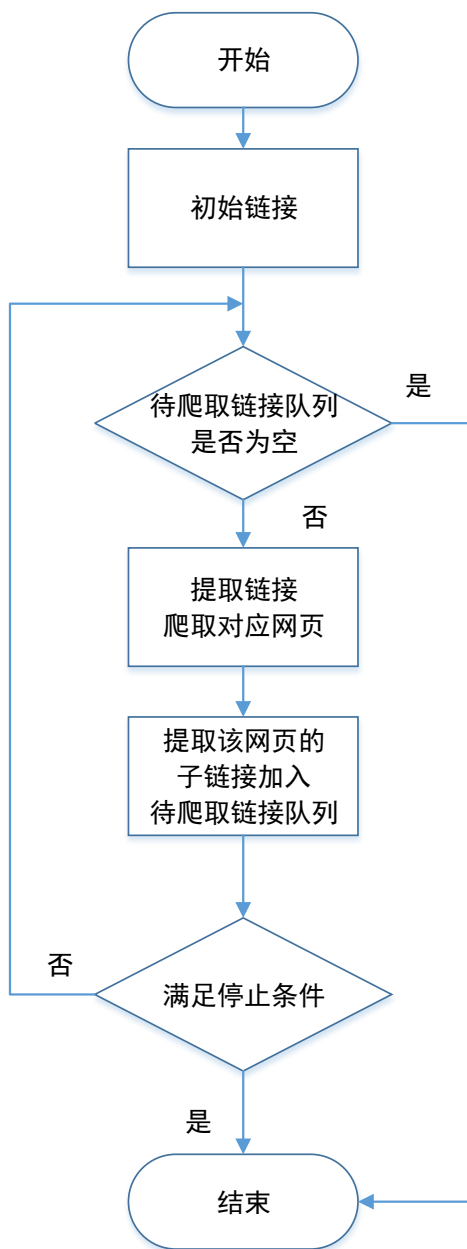 开始
初始链接
待爬取链接队列
是否为空
是
否
提取链接
爬取对应网页
提取该网页的
子链接加入
待爬取链接队列
否
满足停止条件
是
结束